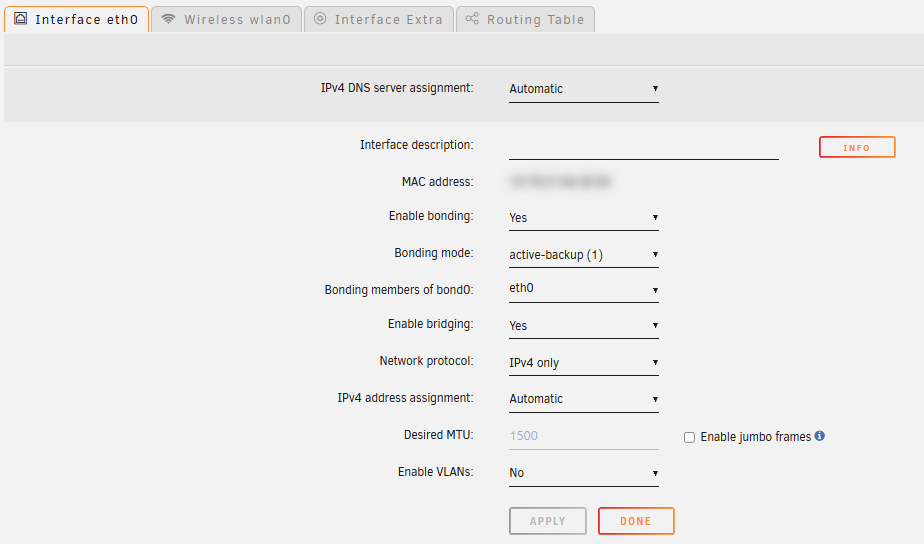 Interface eth0 Wireless wlan0 Interface Extra Routing Table
IPv4 DNS server assignment: Automatic
Interface description: INFO
MAC address:
Enable bonding: Yes
Bonding mode: active-backup (1)
Bonding members of bond0: eth0
Enable bridging: Yes
Network protocol: IPv4 only
IPv4 address assignment: Automatic
Desired MTU: 1500 Enable jumbo frames
Enable VLANs: No
APPLY DONE